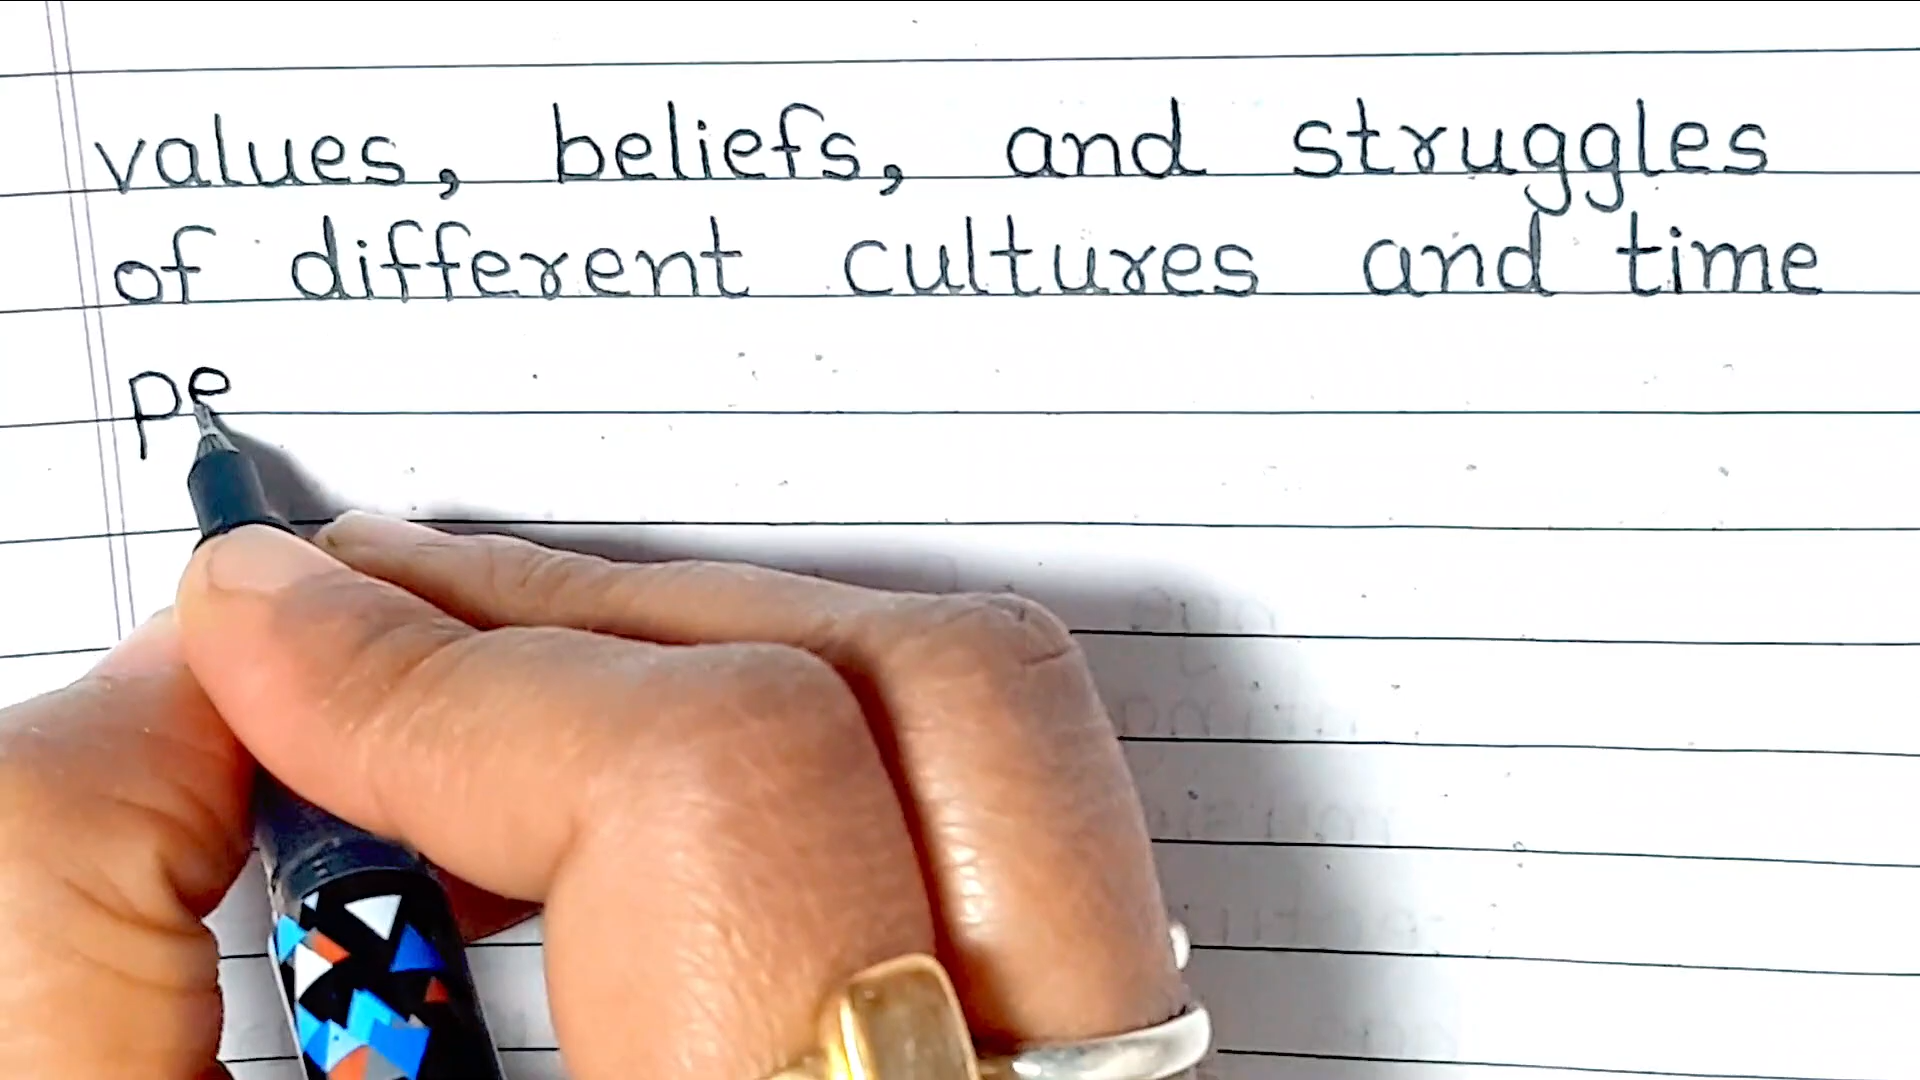 values, beliefs, and struggles
of different cultures and time
pe